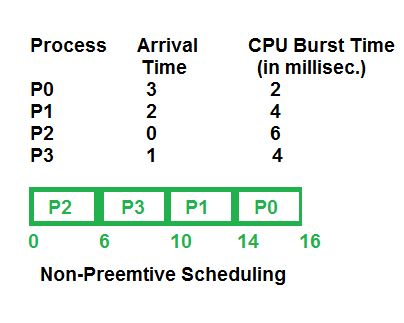 Process Arrival Time CPU Burst Time (in millisec.)
P0 3 2
P1 2 4
P2 0 6
P3 1 4
P2 P3 P1 P0
0 6 10 14 16
Non-Preemtive Scheduling